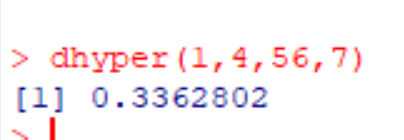 > dhyper(1,4,56,7)
[1] 0.3362802
>